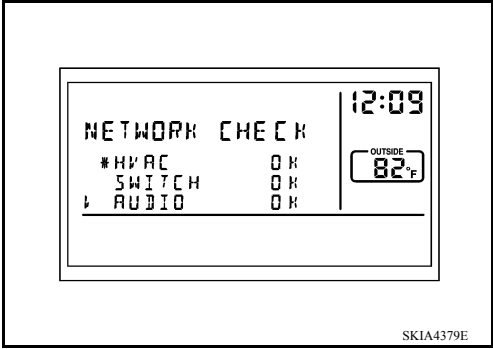 12:09
NETWORK CHECK
OUTSIDE
82°F
*HVAC OK
SWITCH OK
AUDIO OK
SKIA4379E